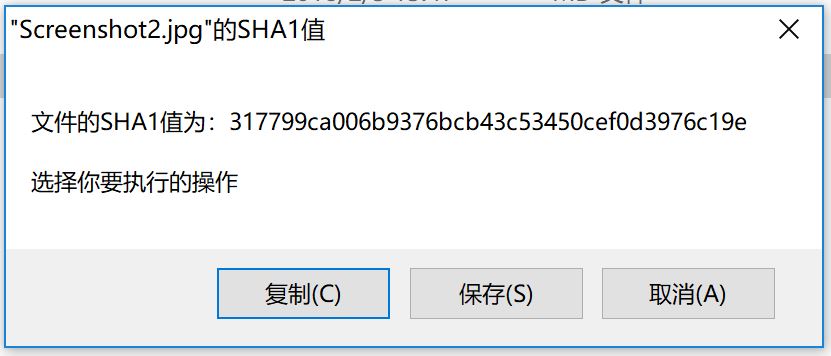 "Screenshot2.jpg"的SHA1值
文件的SHA1值为：317799ca006b9376bcb43c53450cef0d3976c19e
选择你要执行的操作
复制(C)
保存(S)
取消(A)